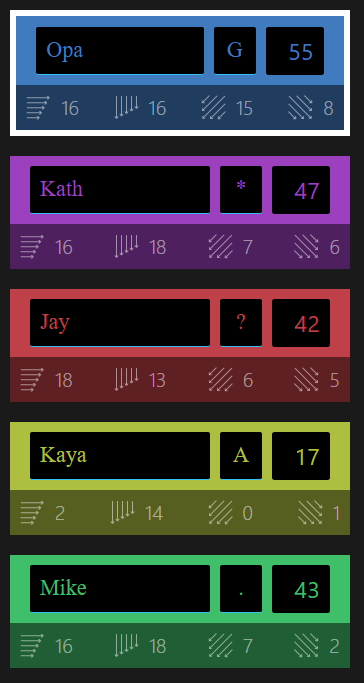 Opa G 55
16 16 15 8
Kath * 47
16 18 7 6
Jay ? 42
18 13 6 5
Kaya A 17
2 14 0 1
Mike . 43
16 18 7 2